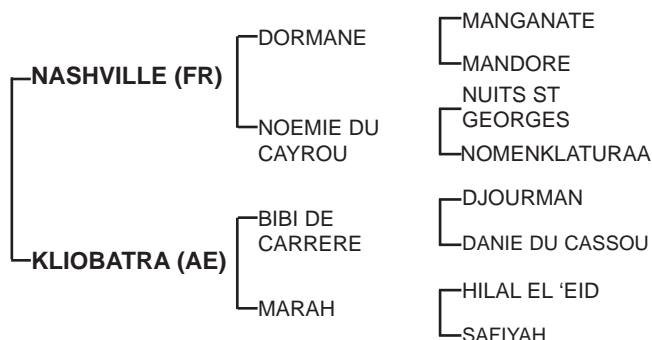 MANGANATE
DORMANE
MANDORE
NASHVILLE (FR)
NUITS ST
GEORGES
NOEMIE DU
CAYROU
NOMENKLATURAA
DJOURMAN
BIBI DE
CARRERE
DANIE DU CASSOU
KLIOBATRA (AE)
HILAL EL ‘EID
MARAH
SAFIYAH